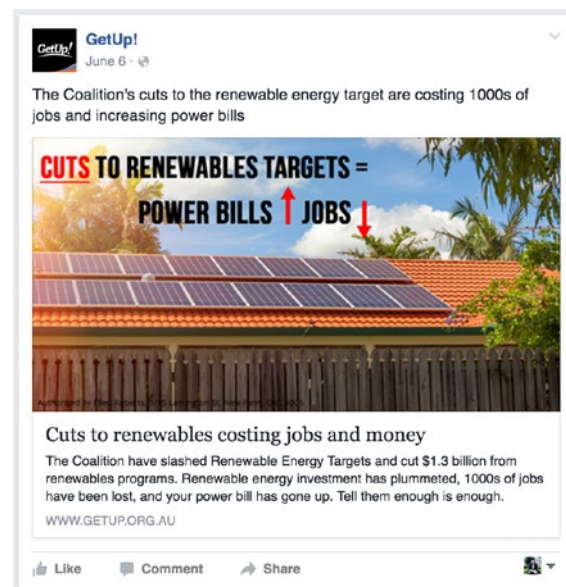 GetUp!
GetUp!
June 6 ·
The Coalition's cuts to the renewable energy target are costing 1000s of
jobs and increasing power bills
CUTS TO RENEWABLES TARGETS =
POWER BILLS ↑ JOBS ↓
Authorised by
Cuts to renewables costing jobs and money
The Coalition have slashed Renewable Energy Targets and cut $1.3 billion from
renewables programs. Renewable energy investment has plummeted, 1000s of jobs
have been lost, and your power bill has gone up. Tell them enough is enough.
WWW.GETUP.ORG.AU
Like Comment Share